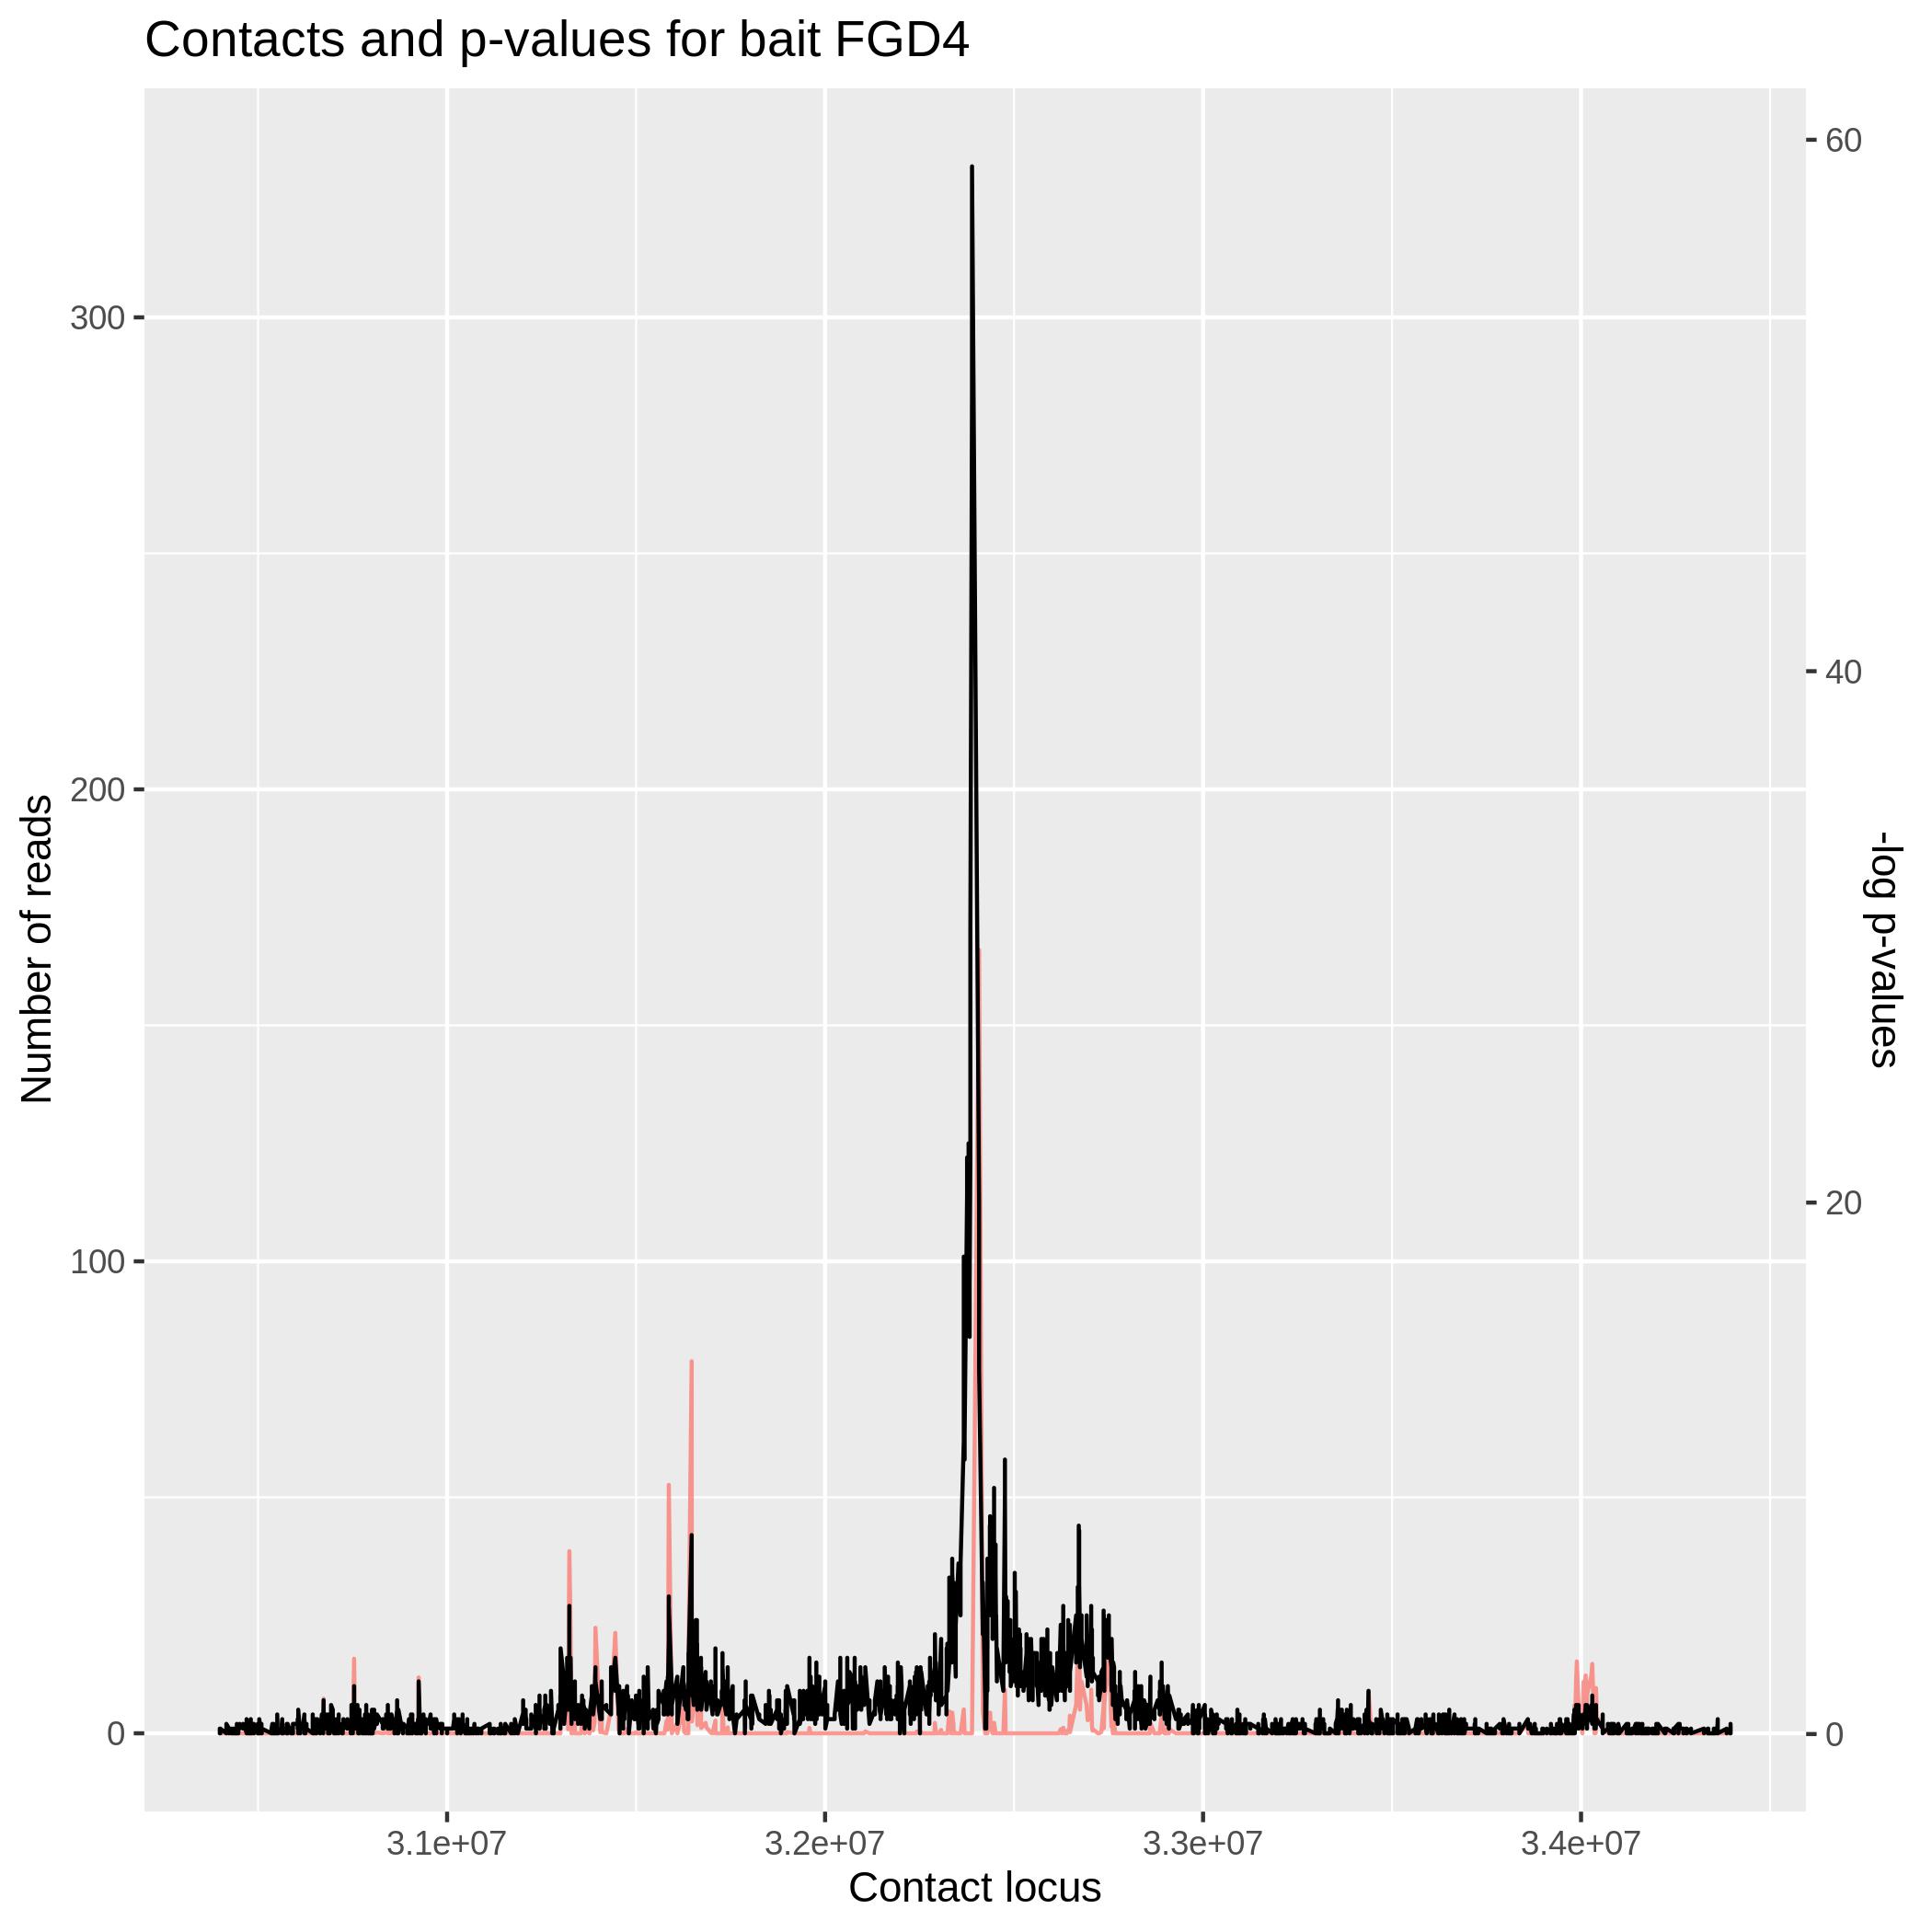 Contacts and p-values for bait FGD4
300
200
100
0
60
40
20
0
Number of reads
-log p-values
3.1e+07
3.2e+07
3.3e+07
3.4e+07
Contact locus